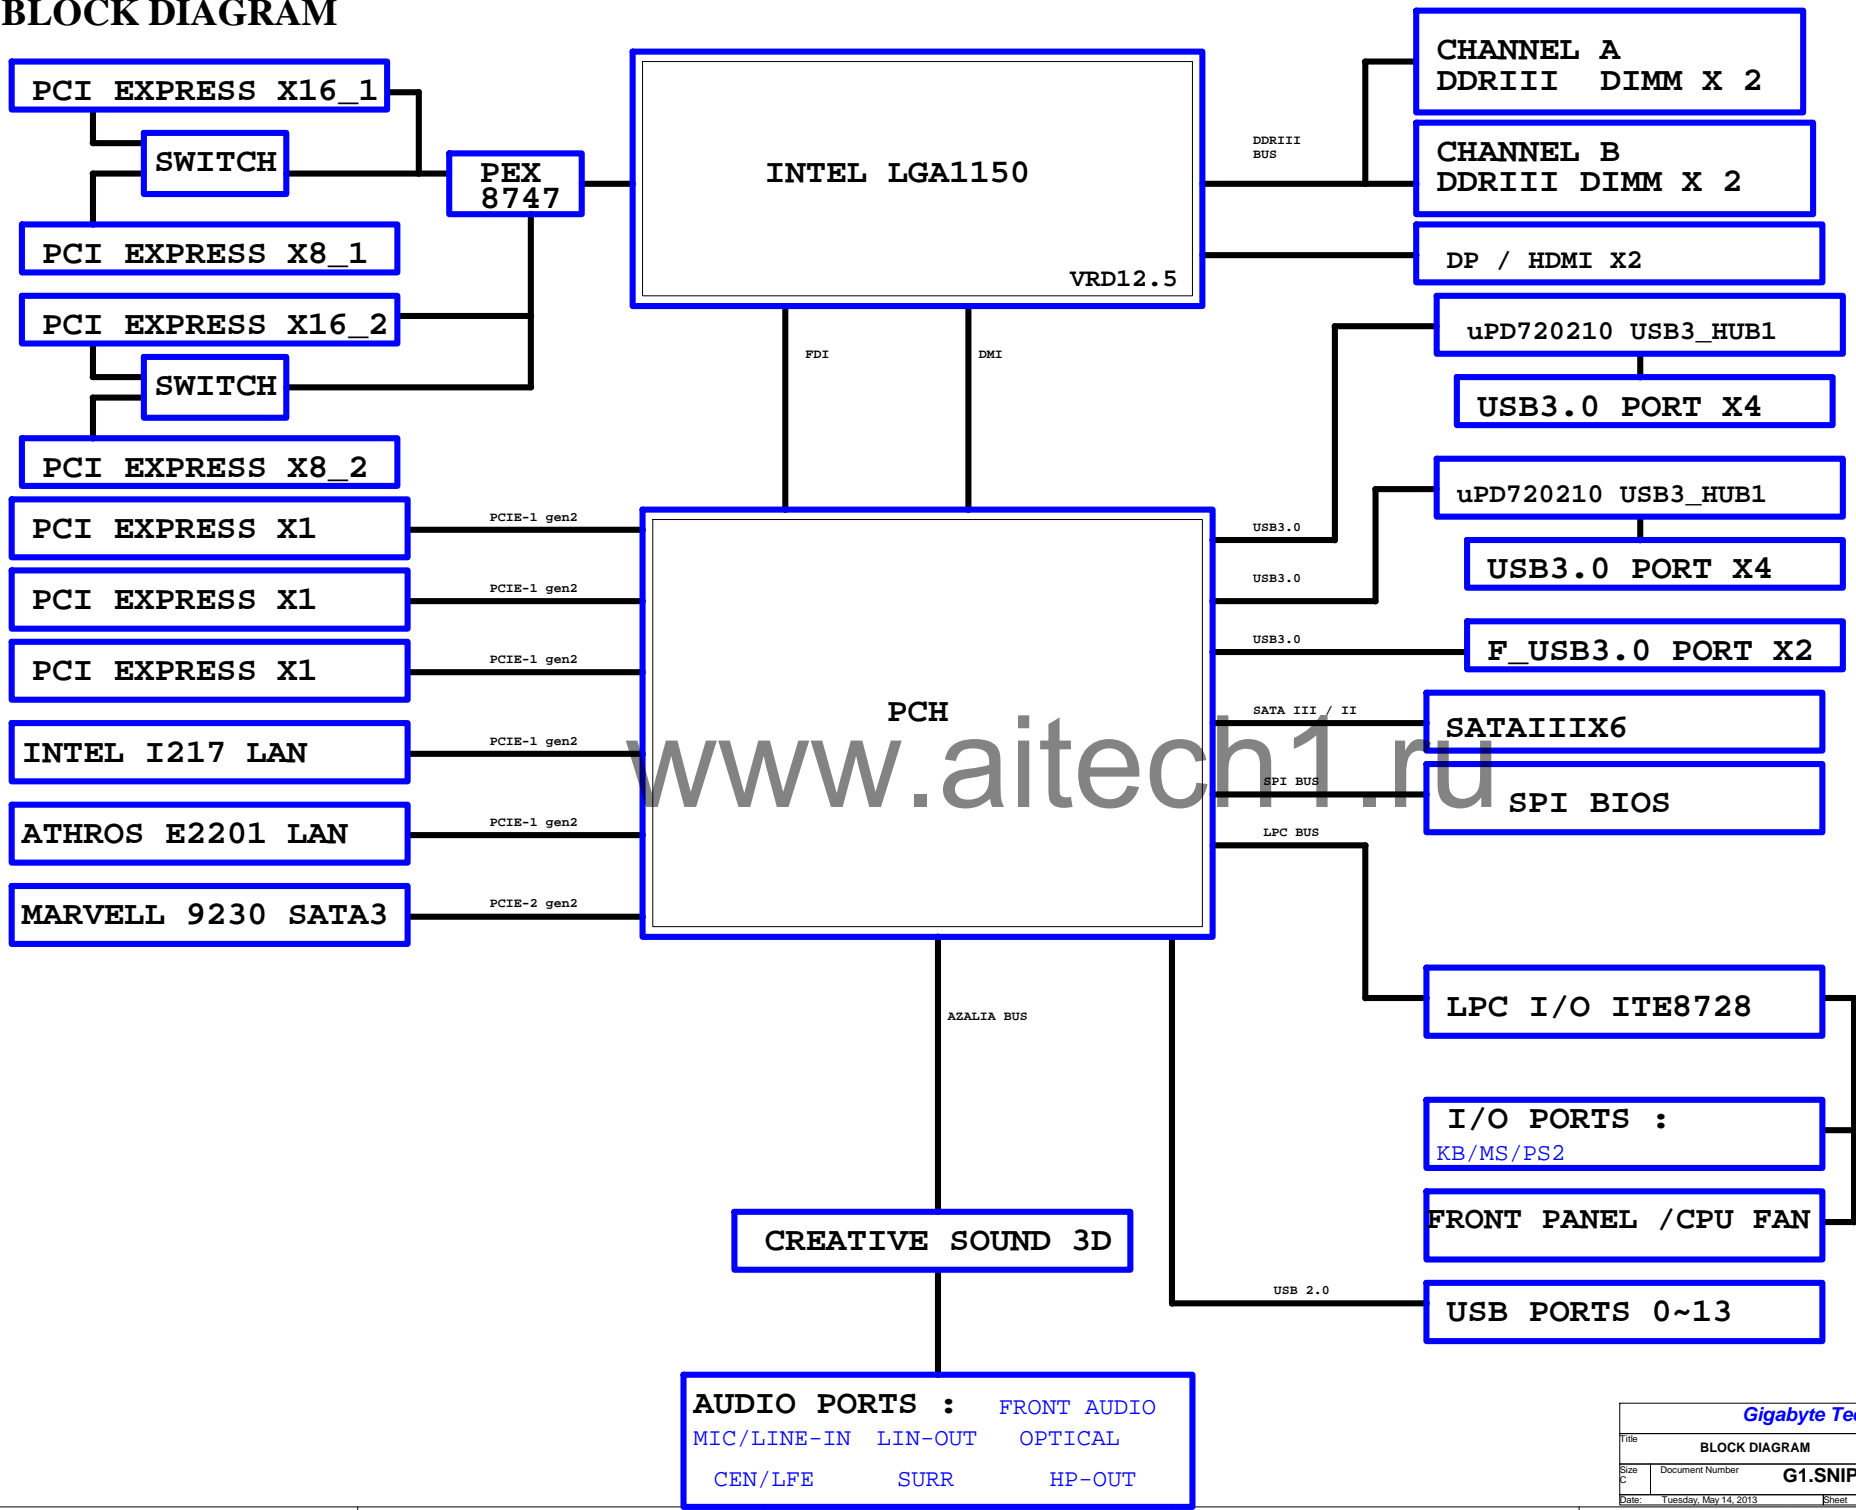 BLOCK DIAGRAM
PCI EXPRESS X16_1
SWITCH
PEX
8747
PCI EXPRESS X8_1
PCI EXPRESS X16_2
SWITCH
PCI EXPRESS X8_2
INTEL LGA1150
VRD12.5
DDRIII
BUS
CHANNEL A
DDRIII DIMM X 2
CHANNEL B
DDRIII DIMM X 2
DP / HDMI X2
FDI
DMI
uPD720210 USB3_HUB1
USB3.0 PORT X4
uPD720210 USB3_HUB1
USB3.0 PORT X4
USB3.0
USB3.0
USB3.0
F_USB3.0 PORT X2
PCI EXPRESS X1
PCIE-1 gen2
PCI EXPRESS X1
PCIE-1 gen2
PCI EXPRESS X1
PCIE-1 gen2
INTEL I217 LAN
PCIE-1 gen2
ATHROS E2201 LAN
PCIE-1 gen2
MARVELL 9230 SATA3
PCIE-2 gen2
PCH
www.aitech1.ru
SATA III / II
SATAIIIX6
SPI BUS
SPI BIOS
LPC BUS
LPC I/O ITE8728
I/O PORTS :
KB/MS/PS2
FRONT PANEL /CPU FAN
USB 2.0
USB PORTS 0~13
AZALIA BUS
CREATIVE SOUND 3D
AUDIO PORTS : FRONT AUDIO
MIC/LINE-IN LIN-OUT OPTICAL
CEN/LFE SURR HP-OUT
Gigabyte Tec
Title
BLOCK DIAGRAM
Size
C
Document Number
G1.SNIP
Date: Tuesday, May 14, 2013 Sheet